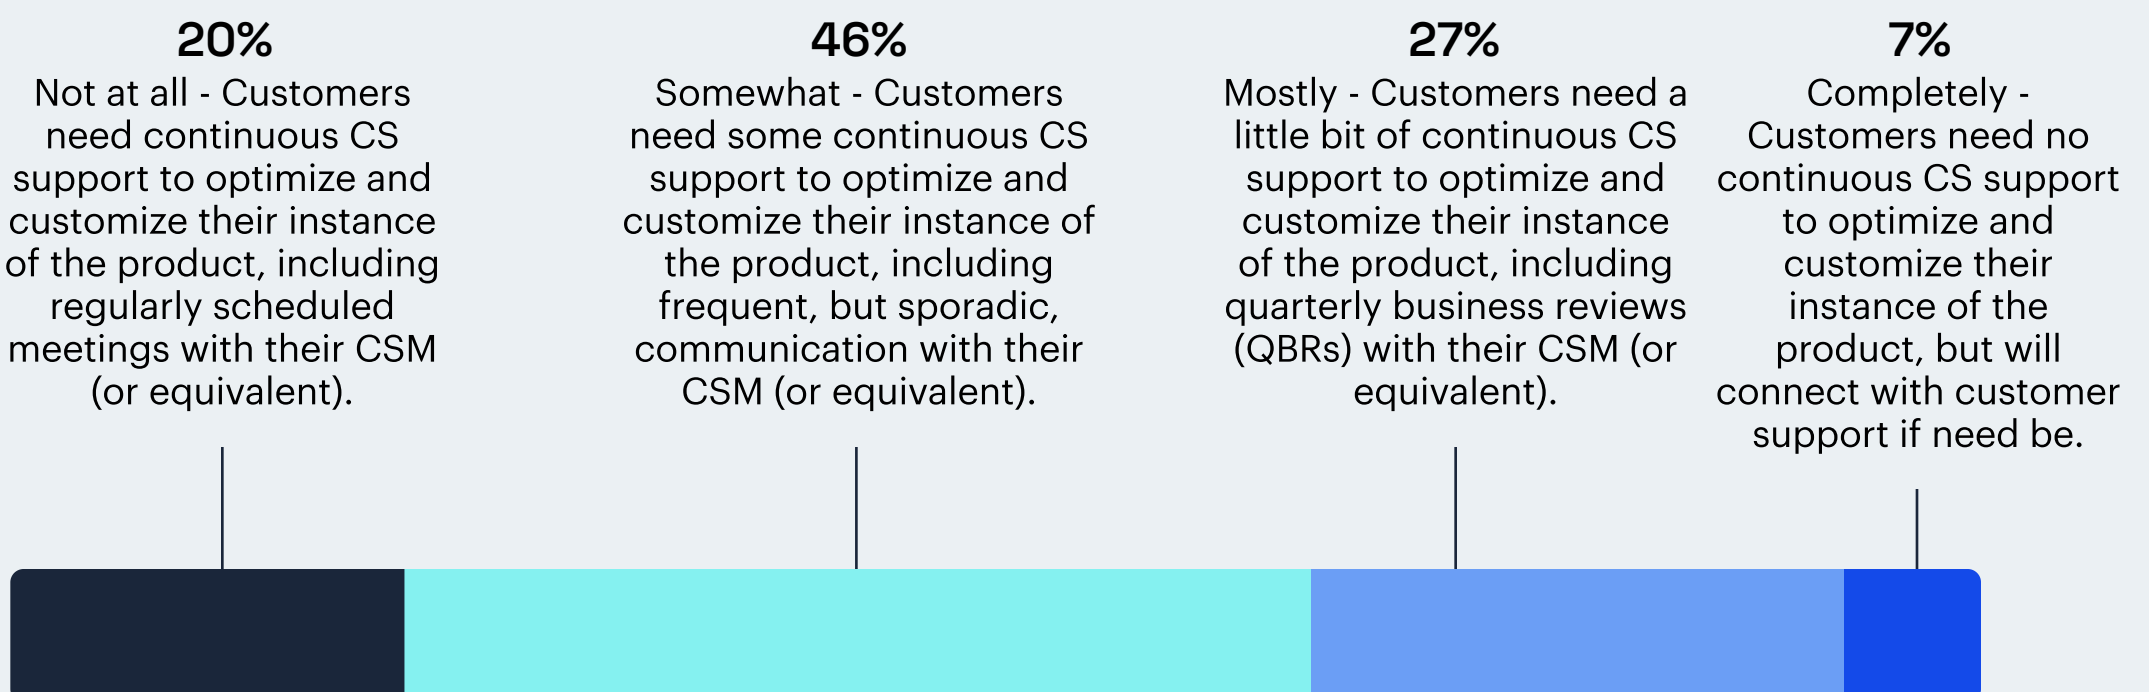 20%
Not at all - Customers
need continuous CS
support to optimize and
customize their instance
of the product, including
regularly scheduled
meetings with their CSM
(or equivalent).
46%
Somewhat - Customers
need some continuous CS
support to optimize and
customize their instance of
the product, including
frequent, but sporadic,
communication with their
CSM (or equivalent).
27%
Mostly - Customers need a
little bit of continuous CS
support to optimize and
customize their instance
of the product, including
quarterly business reviews
(QBRs) with their CSM (or
equivalent).
7%
Completely -
Customers need no
continuous CS support
to optimize and
customize their
instance of the
product, but will
connect with customer
support if need be.